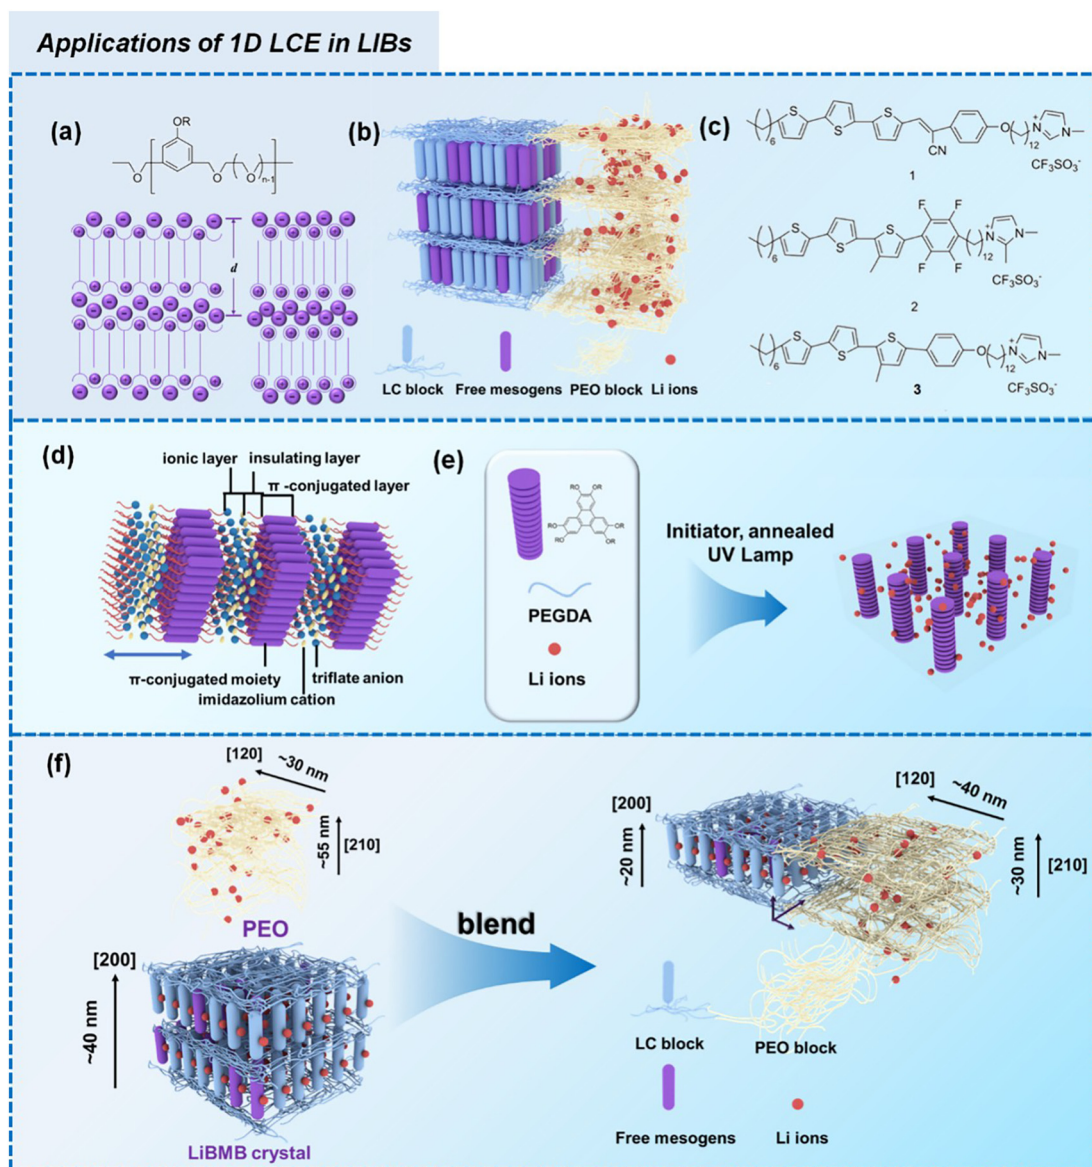 Applications of 1D LCE in LIBs
(a)
OR
O
O
O
n-1
d
(b)
LC block
Free mesogens
PEO block
Li ions
(c)
6
S
S
S
CN
O
12
N
+
N
CF3SO3-
1
6
S
S
S
F
F
F
F
12
N
+
N
CF3SO3-
2
6
S
S
S
O
12
N
+
N
CF3SO3-
3
(d)
ionic layer
insulating layer
π -conjugated layer
π-conjugated moiety
triflate anion
imidazolium cation
(e)
OR
OR
RO
OR
RO
OR
PEGDA
Li ions
Initiator, annealed
UV Lamp
(f)
[120]
~30 nm
~55 nm
[210]
PEO
[200]
~40 nm
LiBMB crystal
blend
[200]
~20 nm
[120]
~40 nm
~30 nm
[210]
LC block
PEO block
Free mesogens
Li ions